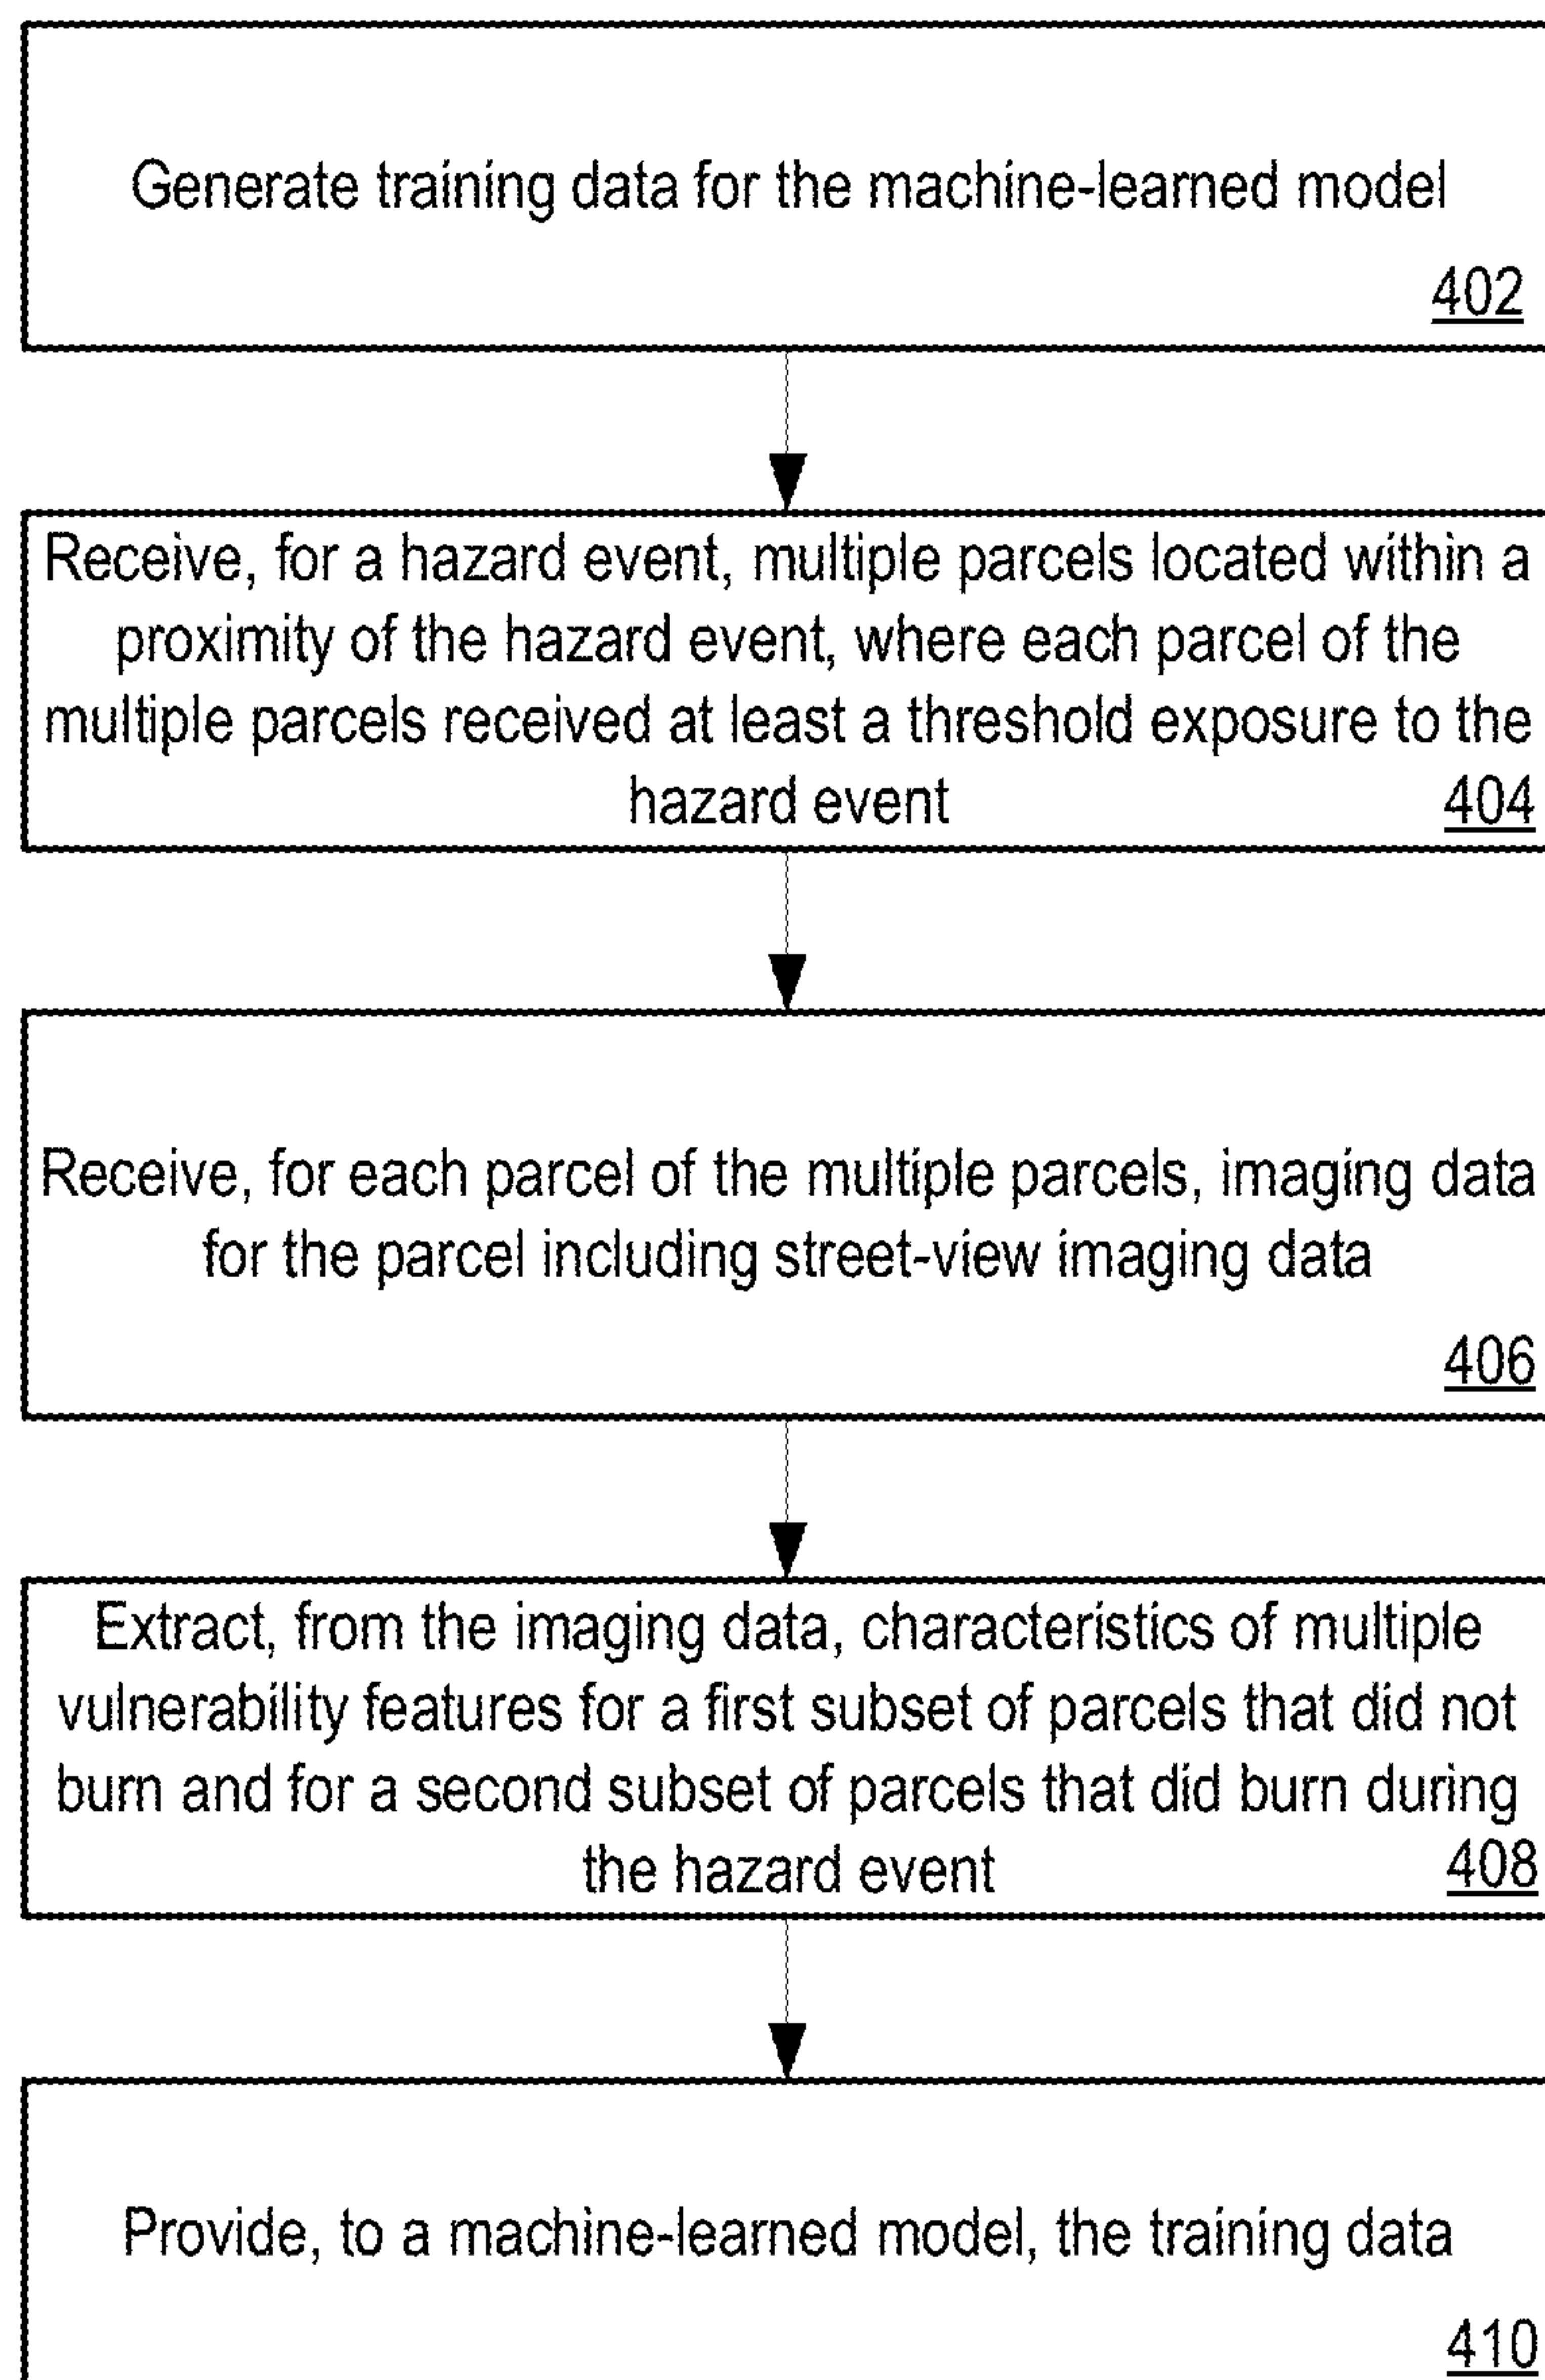 Generate training data for the machine-learned model
402
Receive, for a hazard event, multiple parcels located within a
proximity of the hazard event, where each parcel of the
multiple parcels received at least a threshold exposure to the
hazard event
404
Receive, for each parcel of the multiple parcels, imaging data
for the parcel including street-view imaging data
406
Extract, from the imaging data, characteristics of multiple
vulnerability features for a first subset of parcels that did not
burn and for a second subset of parcels that did burn during
the hazard event
408
Provide, to a machine-learned model, the training data
410